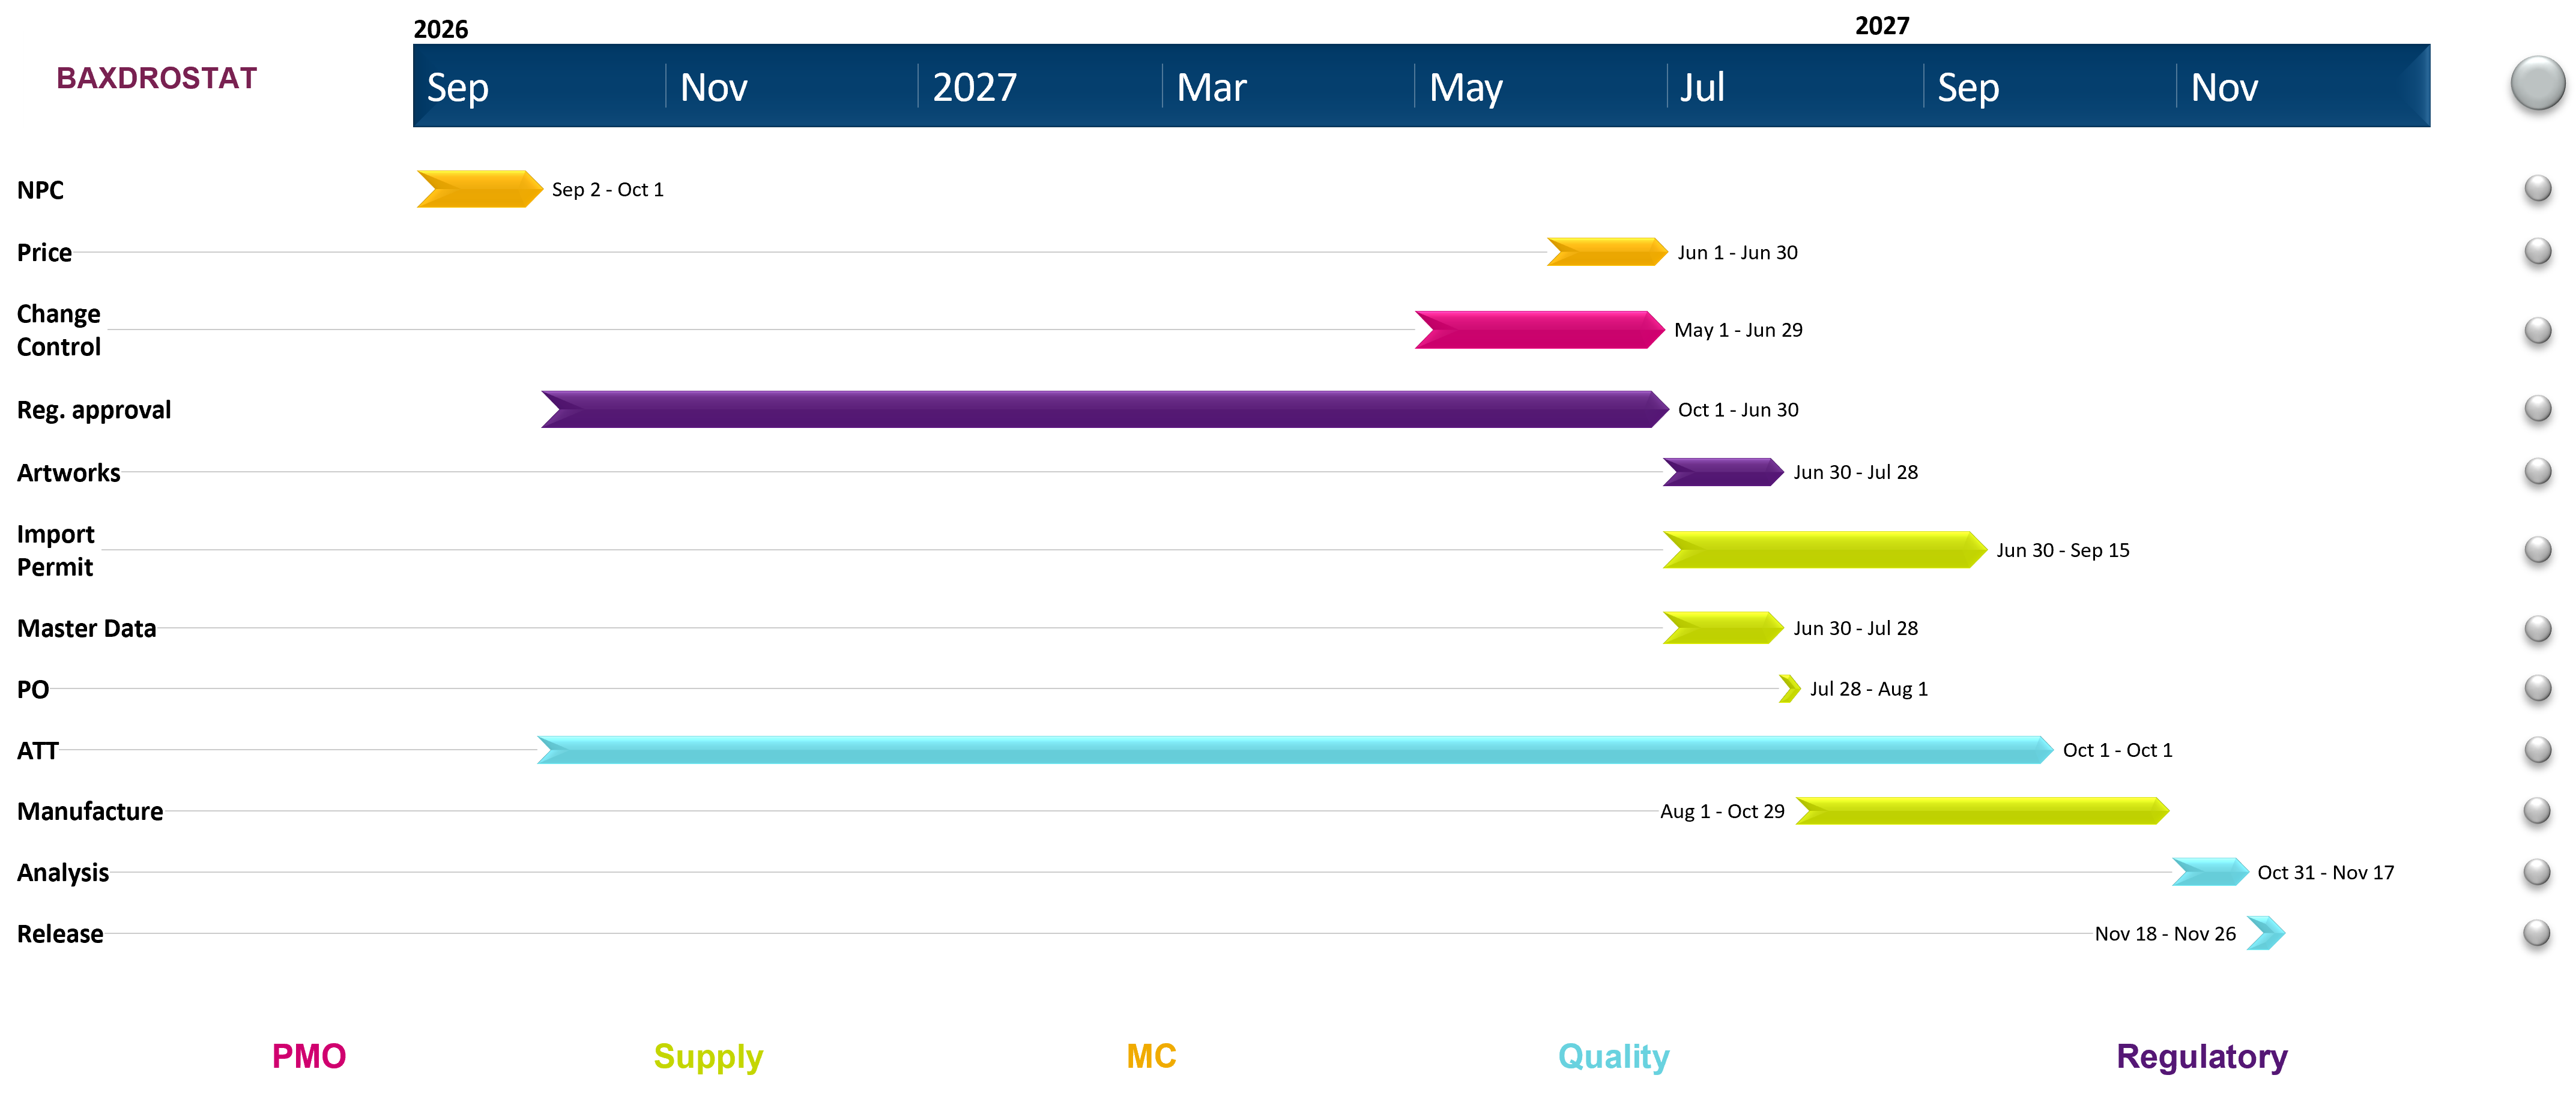 2026
2027
BAXDROSTAT
Sep
Nov
2027
Mar
May
Jul
Sep
Nov
NPC
Sep 2 - Oct 1
Price
Jun 1 - Jun 30
Change
Control
May 1 - Jun 29
Reg. approval
Oct 1 - Jun 30
Artworks
Jun 30 - Jul 28
Import
Permit
Jun 30 - Sep 15
Master Data
Jun 30 - Jul 28
PO
Jul 28 - Aug 1
ATT
Oct 1 - Oct 1
Manufacture
Aug 1 - Oct 29
Analysis
Oct 31 - Nov 17
Release
Nov 18 - Nov 26
PMO
Supply
MC
Quality
Regulatory